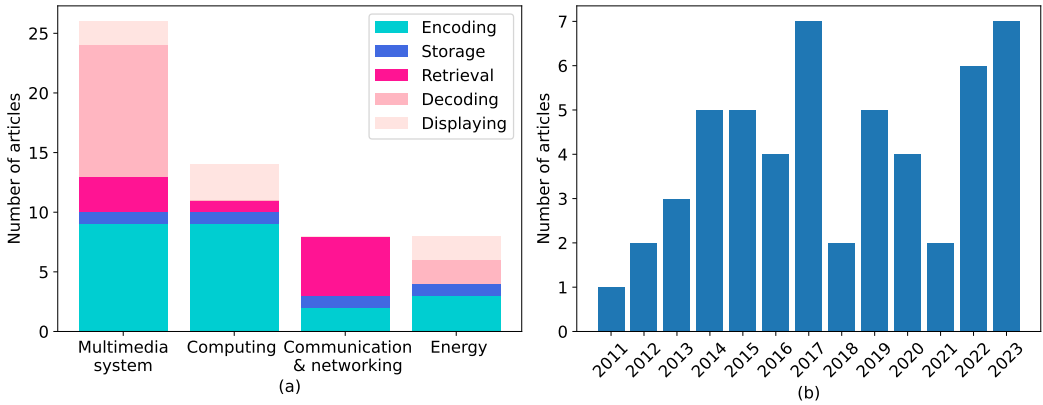 Number of articles
25
20
15
10
5
0
Encoding
Storage
Retrieval
Decoding
Displaying
Multimedia
system
Computing
Communication
& networking
Energy
(a)
Number of articles
7
6
5
4
3
2
1
0
2011
2012
2013
2014
2015
2016
2017
2018
2019
2020
2021
2022
2023
(b)